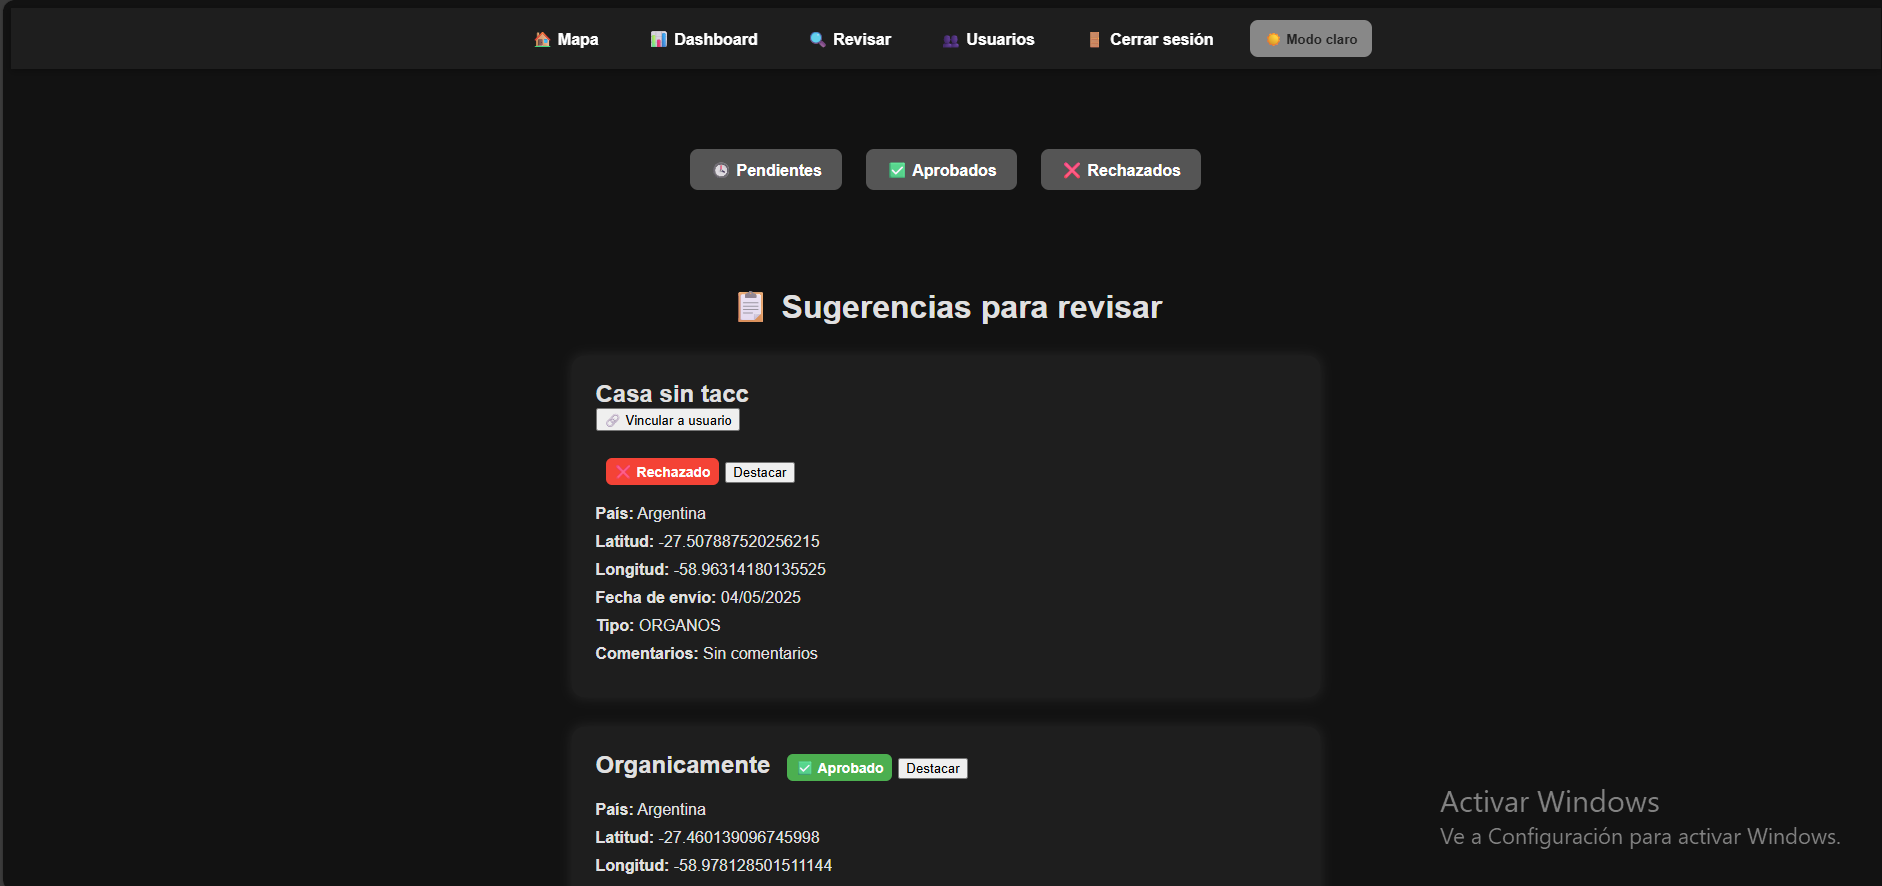 Mapa Dashboard Revisar Usuarios Cerrar sesión Modo claro
Pendientes Aprobados Rechazados
Sugerencias para revisar
Casa sin tacc
Vincular a usuario
Rechazado Destacar
País: Argentina
Latitud: -27.507887520256215
Longitud: -58.96314180135525
Fecha de envío: 04/05/2025
Tipo: ORGANOS
Comentarios: Sin comentarios
Organicamente Aprobado Destacar
País: Argentina
Latitud: -27.460139096745998
Longitud: -58.978128501511144
Activar Windows
Ve a Configuración para activar Windows.